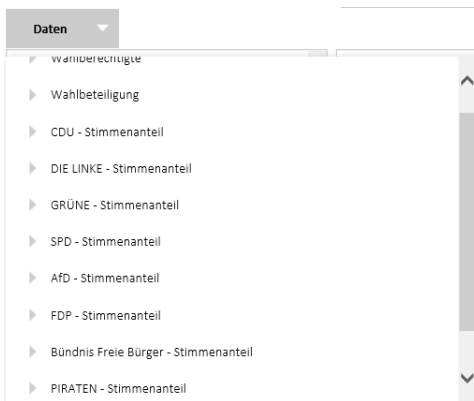 Daten
Wahlberechtigte
Wahlbeteiligung
CDU - Stimmenanteil
DIE LINKE - Stimmenanteil
GRÜNE - Stimmenanteil
SPD - Stimmenanteil
AfD - Stimmenanteil
FDP - Stimmenanteil
Bündnis Freie Bürger - Stimmenanteil
PIRATEN - Stimmenanteil